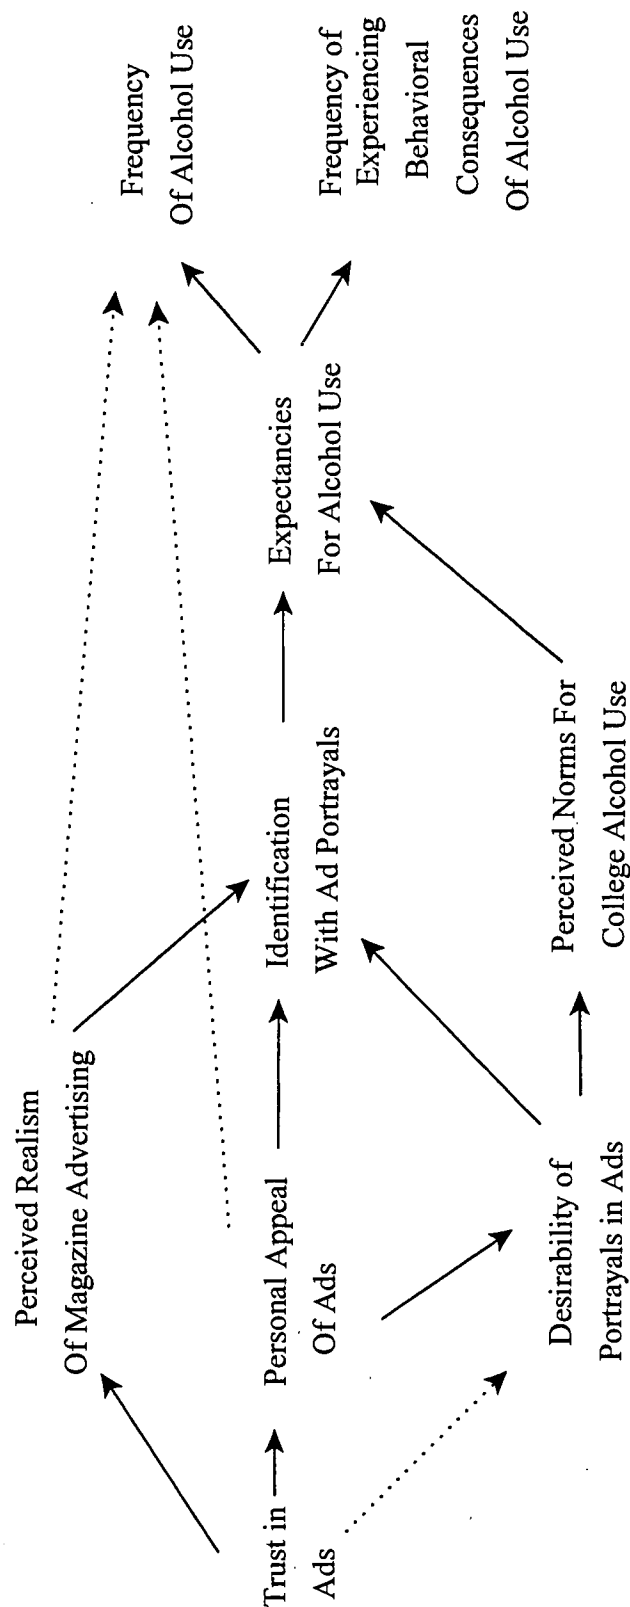 Perceived Realism
Of Magazine Advertising
Trust in
Ads
Personal Appeal
Of Ads
Desirability of
Portrayals in Ads
Identification
With Ad Portrayals
Perceived Norms For
College Alcohol Use
Expectancies
For Alcohol Use
Frequency
Of Alcohol Use
Frequency of
Experiencing
Behavioral
Consequences
Of Alcohol Use